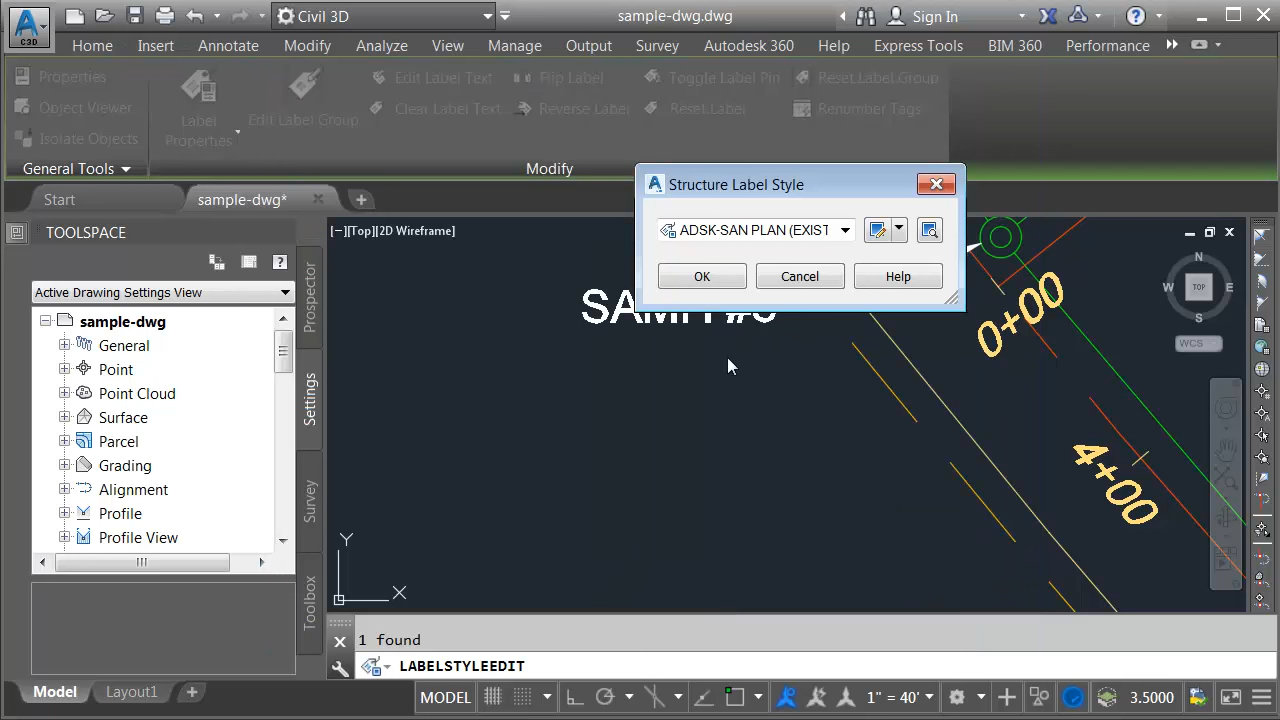 Civil 3D
sample-dwg.dwg
Sign In
C3D
Home
Insert
Annotate
Modify
Analyze
View
Manage
Output
Survey
Autodesk 360
Help
Express Tools
BIM 360
Performance
Properties
Object Viewer
Isolate Objects
Label
Properties
Edit Label Group
Edit Label Text
Clear Label Text
Flip Label
Reverse Label
Toggle Label Pin
Reset Label
Reset Label Group
Renumber Tags
General Tools
Modify
Start
sample-dwg*
Structure Label Style
ADSK-SAN PLAN (EXIST
OK
Cancel
Help
TOOLSPACE
Active Drawing Settings View
sample-dwg
General
Point
Point Cloud
Surface
Parcel
Grading
Alignment
Profile
Profile View
Prospector
Settings
Survey
Toolbox
[−][Top][2D Wireframe]
0+00
4+00
N
W
TOP
E
S
WCS
Y
X
1 found
LABELSTYLEEDIT
Model
Layout1
MODEL
1" = 40'
3.5000